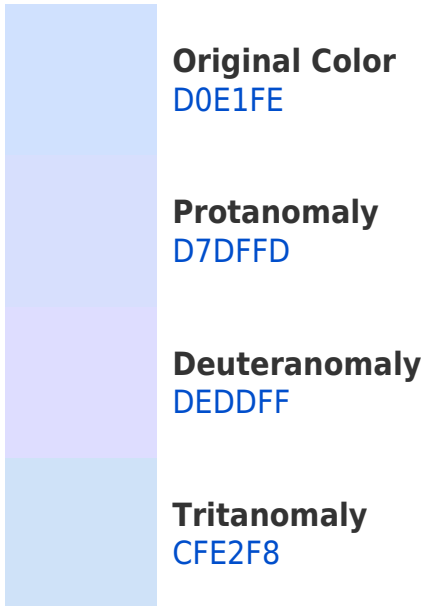 Original Color
D0E1FE
Protanomaly
D7DFFD
Deuteranomaly
DEDDFF
Tritanomaly
CFE2F8